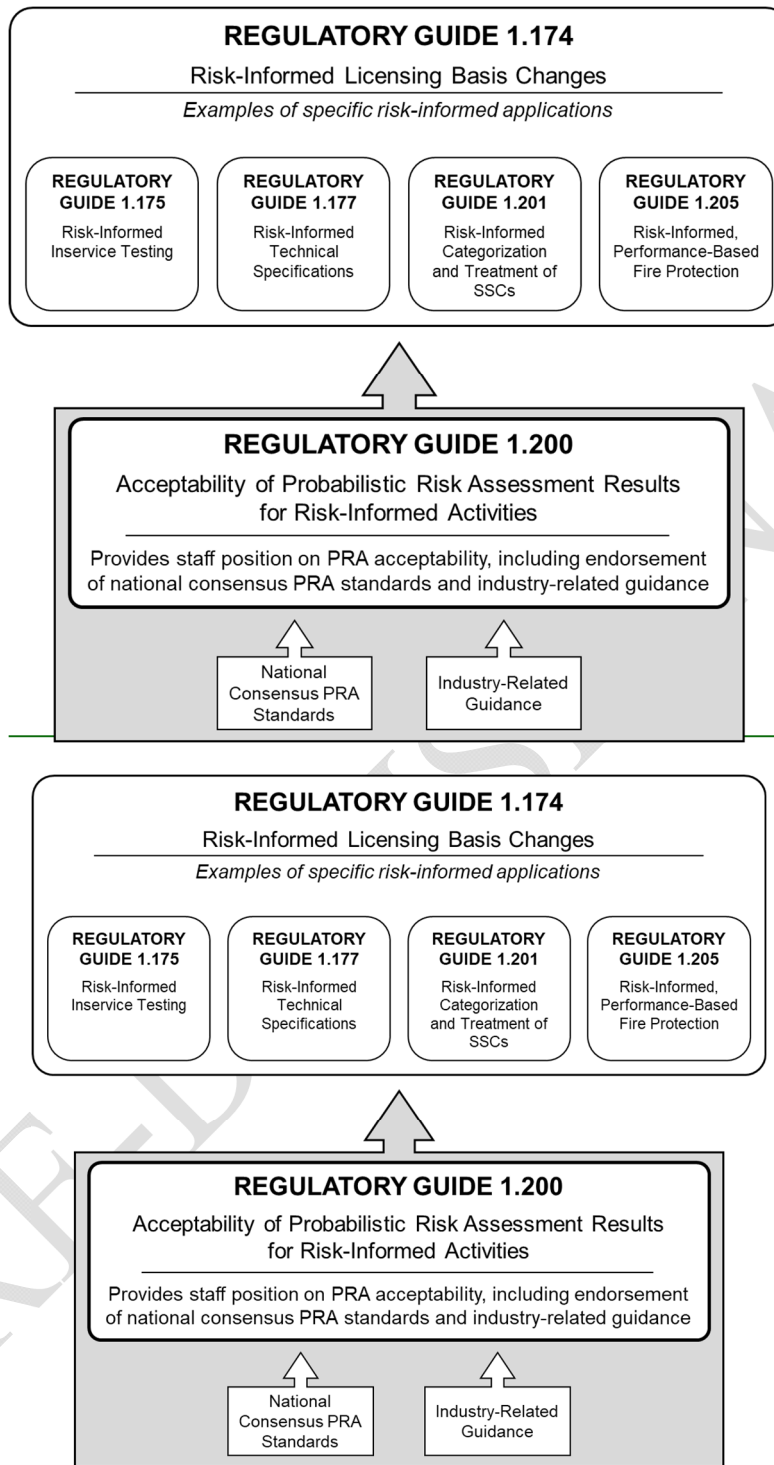 REGULATORY GUIDE 1.174
Risk-Informed Licensing Basis Changes
Examples of specific risk-informed applications
REGULATORY
GUIDE 1.175
Risk-Informed
Inservice Testing
REGULATORY
GUIDE 1.177
Risk-Informed
Technical
Specifications
REGULATORY
GUIDE 1.201
Risk-Informed
Categorization
and Treatment of
SSCs
REGULATORY
GUIDE 1.205
Risk-Informed,
Performance-Based
Fire Protection
REGULATORY GUIDE 1.200
Acceptability of Probabilistic Risk Assessment Results
for Risk-Informed Activities
Provides staff position on PRA acceptability, including endorsement
of national consensus PRA standards and industry-related guidance
National
Consensus PRA
Standards
Industry-Related
Guidance
REGULATORY GUIDE 1.174
Risk-Informed Licensing Basis Changes
Examples of specific risk-informed applications
REGULATORY
GUIDE 1.175
Risk-Informed
Inservice Testing
REGULATORY
GUIDE 1.177
Risk-Informed
Technical
Specifications
REGULATORY
GUIDE 1.201
Risk-Informed
Categorization
and Treatment of
SSCs
REGULATORY
GUIDE 1.205
Risk-Informed,
Performance-Based
Fire Protection
REGULATORY GUIDE 1.200
Acceptability of Probabilistic Risk Assessment Results
for Risk-Informed Activities
Provides staff position on PRA acceptability, including endorsement
of national consensus PRA standards and industry-related guidance
National
Consensus PRA
Standards
Industry-Related
Guidance